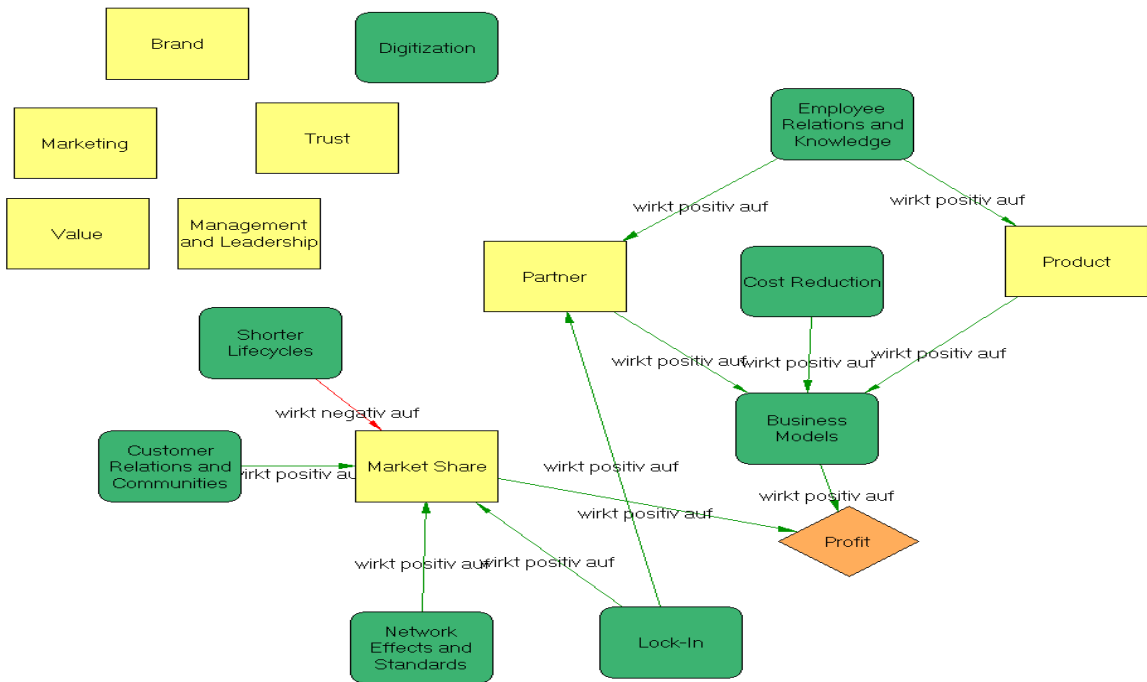 Brand
Digitization
Employee
Relations and
Knowledge
Marketing
Trust
wirkt positiv auf
wirkt positiv auf
Value
Management
and Leadership
Partner
Cost Reduction
Product
Shorter
Lifecycles
wirkt positiv auf
wirkt positiv auf
wirkt positiv auf
wirkt negativ auf
Business
Models
Customer
Relations and
Communities
wirkt positiv auf
Market Share
wirkt positiv auf
wirkt positiv auf
wirkt positiv auf
Profit
wirkt positiv auf
wirkt positiv auf
Network
Effects and
Standards
Lock-In